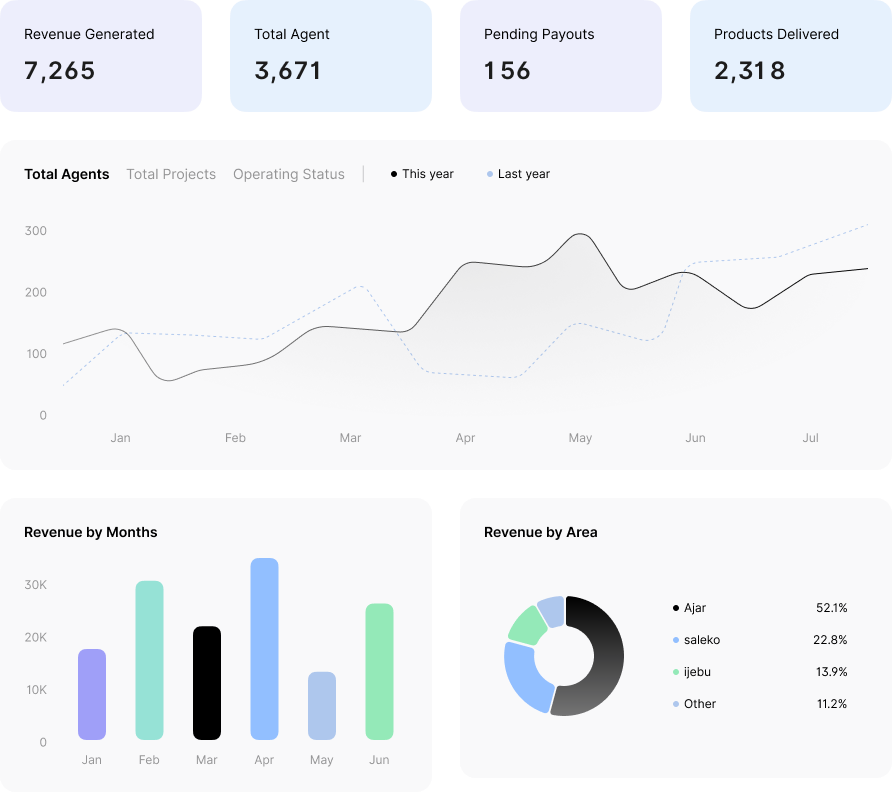 Revenue Generated
7,265
Total Agent
3,671
Pending Payouts
156
Products Delivered
2,318
Total Agents Total Projects Operating Status This year Last year
300
200
100
0
Jan Feb Mar Apr May Jun Jul
Revenue by Months
30K
20K
10K
0
Jan Feb Mar Apr May Jun
Revenue by Area
Ajar 52.1%
saleko 22.8%
ijebu 13.9%
Other 11.2%